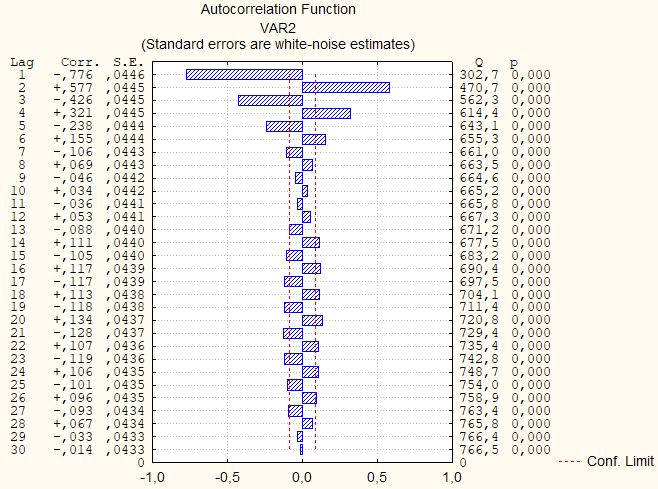 Autocorrelation Function
VAR2
(Standard errors are white-noise estimates)
Lag Corr. S.E. Q p
1 -,776 ,0446 302,7 0,000
2 +,577 ,0445 470,7 0,000
3 -,426 ,0445 562,3 0,000
4 +,321 ,0445 614,4 0,000
5 -,238 ,0444 643,1 0,000
6 +,155 ,0444 655,3 0,000
7 -,106 ,0443 661,0 0,000
8 +,069 ,0443 663,5 0,000
9 -,046 ,0442 664,6 0,000
10 +,034 ,0442 665,2 0,000
11 -,036 ,0441 665,8 0,000
12 +,053 ,0441 667,3 0,000
13 -,088 ,0440 671,2 0,000
14 +,111 ,0440 677,5 0,000
15 -,105 ,0440 683,2 0,000
16 +,117 ,0439 690,4 0,000
17 -,117 ,0439 697,5 0,000
18 +,113 ,0438 704,1 0,000
19 -,118 ,0438 711,4 0,000
20 +,134 ,0437 720,8 0,000
21 -,128 ,0437 729,4 0,000
22 +,107 ,0436 735,4 0,000
23 -,119 ,0436 742,8 0,000
24 +,106 ,0435 748,7 0,000
25 -,101 ,0435 754,0 0,000
26 +,096 ,0435 758,9 0,000
27 -,093 ,0434 763,4 0,000
28 +,067 ,0434 765,8 0,000
29 -,033 ,0433 766,4 0,000
30 -,014 ,0433 766,5 0,000
0 0
-1,0 -0,5 0,0 0,5 1,0
Conf. Limit